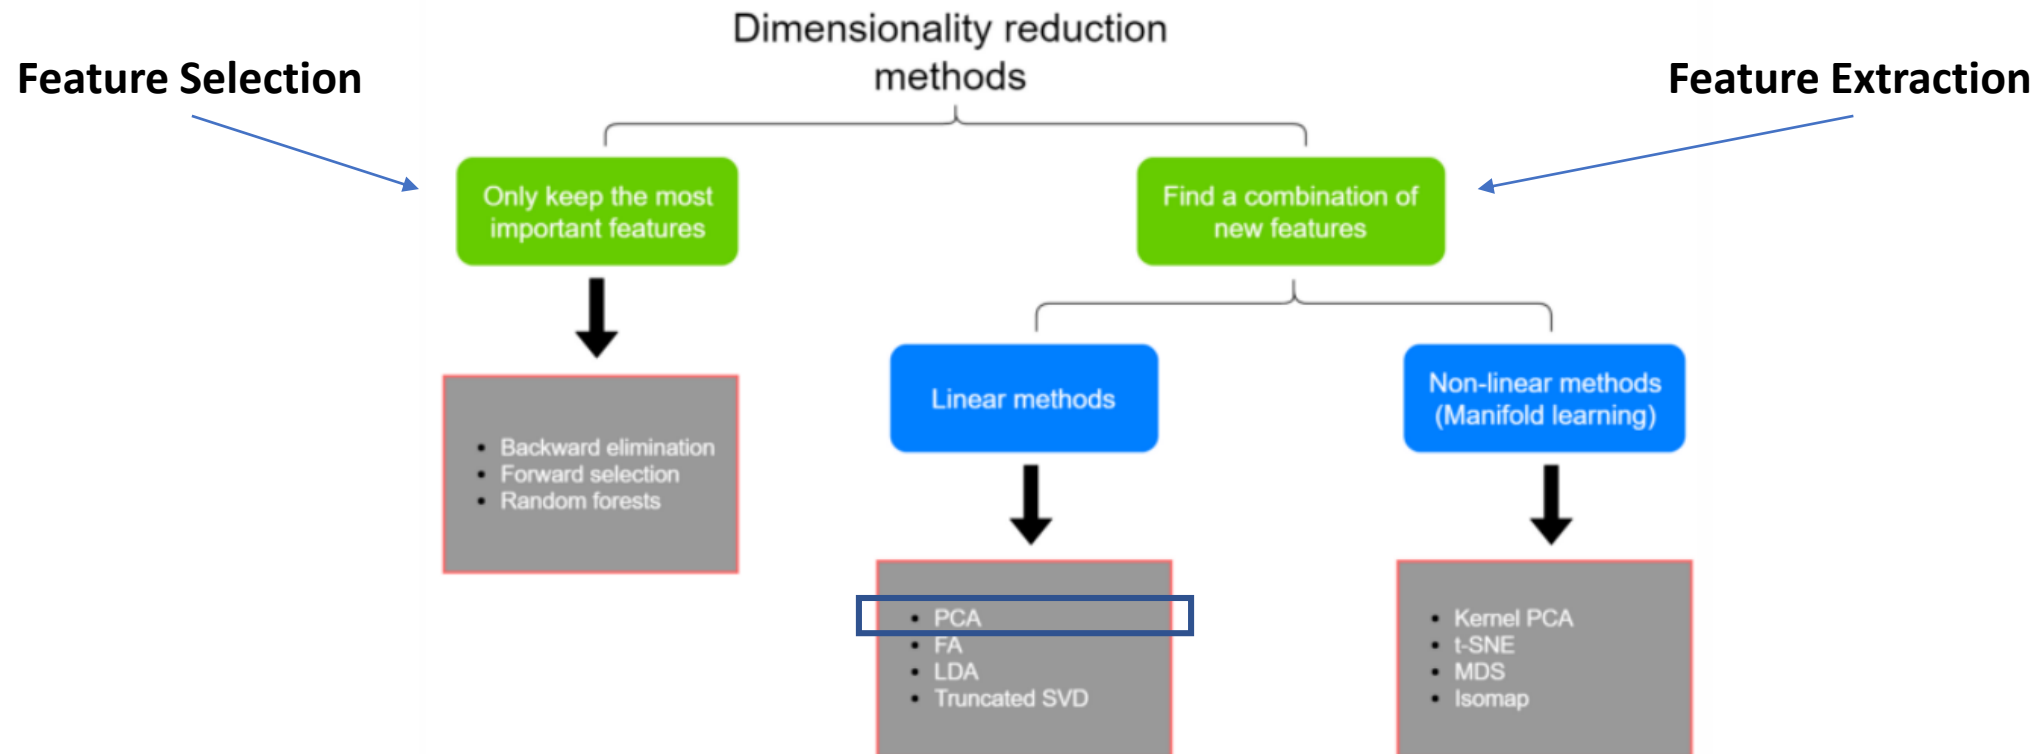 Dimensionality reduction
methods
Feature Selection
Feature Extraction
Only keep the most
important features
Find a combination of
new features
Linear methods
Non-linear methods
(Manifold learning)
• Backward elimination
• Forward selection
• Random forests
• PCA
• FA
• LDA
• Truncated SVD
• Kernel PCA
• t-SNE
• MDS
• Isomap